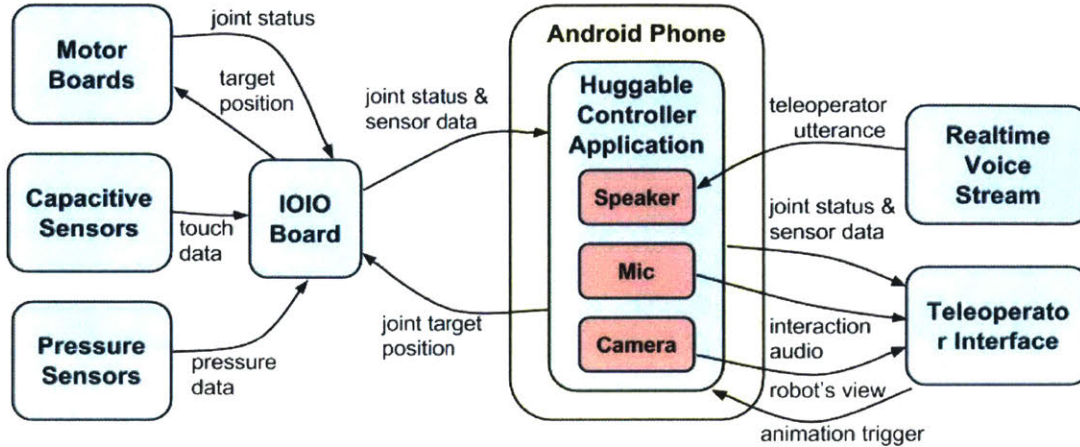 joint status
Motor
Boards
target
position
Capacitive
Sensors
touch
data
Pressure
Sensors
pressure
data
IOIO
Board
joint status &
sensor data
joint target
position
Android Phone
Huggable
Controller
Application
Speaker
Mic
Camera
teleoperator
utterance
Realtime
Voice
Stream
joint status &
sensor data
interaction
audio
robot's view
animation trigger
Teleoperato
r Interface